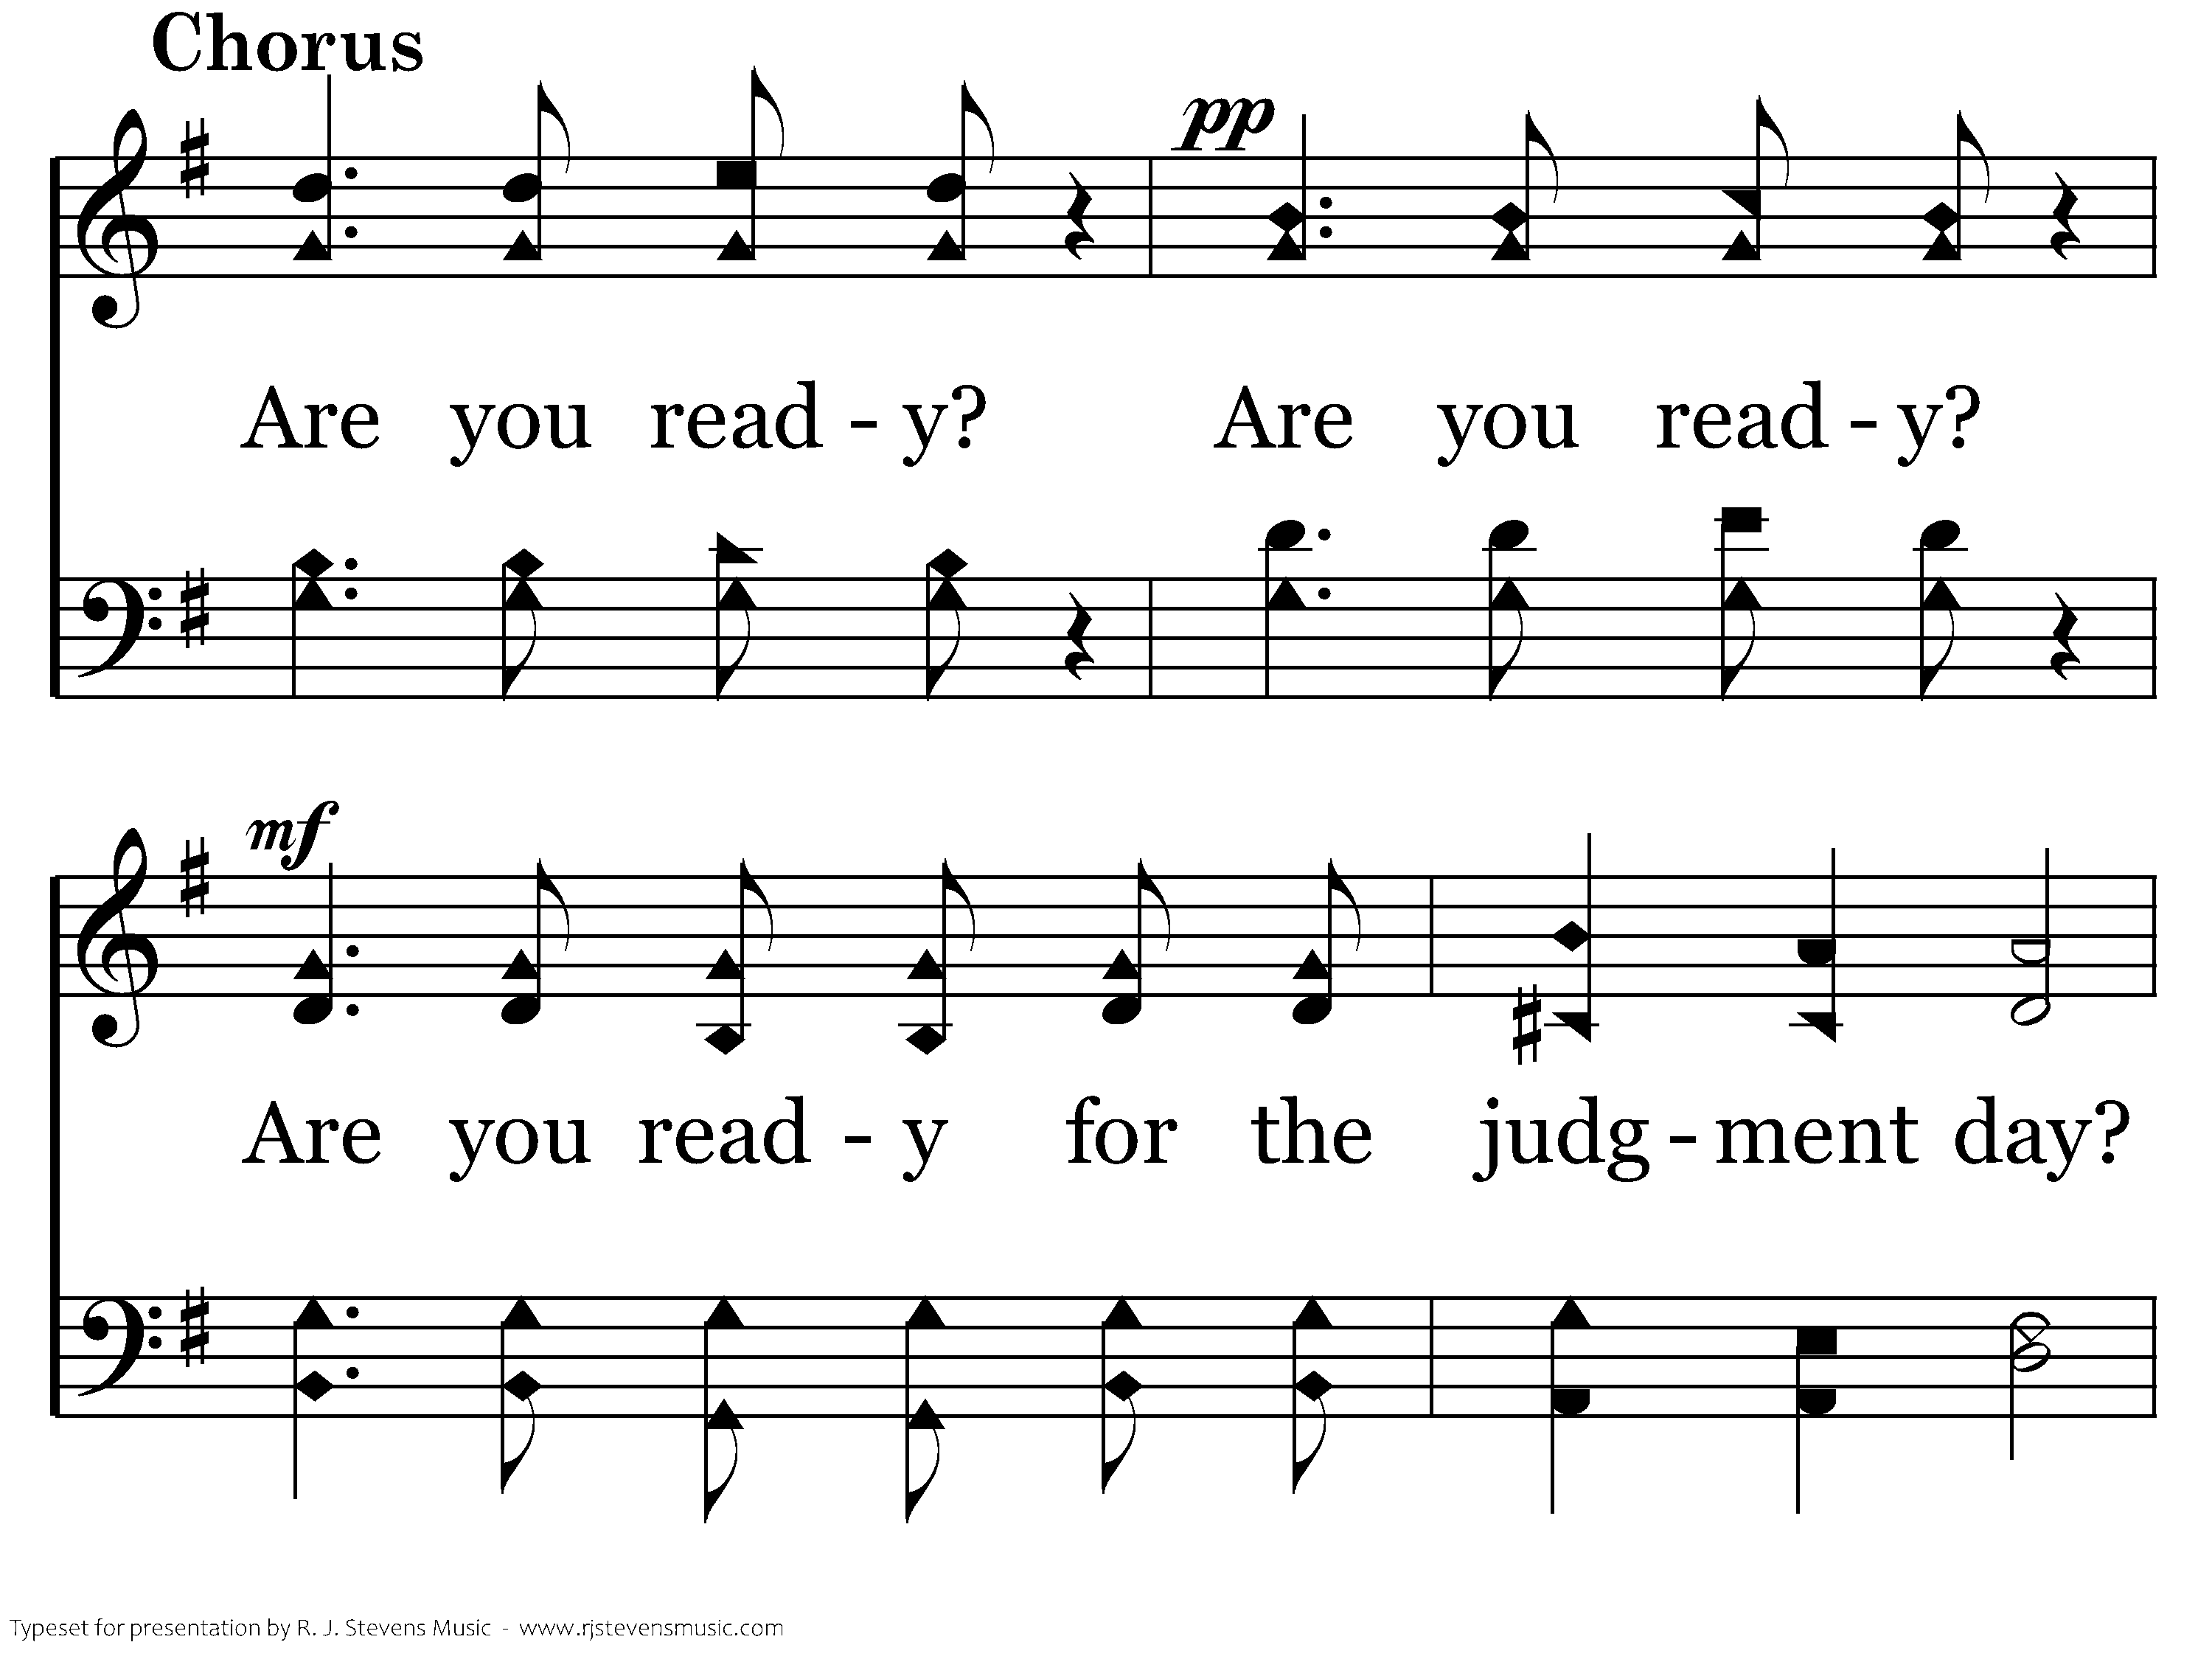 Chorus
pp
Are you read - y? Are you read - y?
mf
Are you read - y for the judg - ment day?
Typeset for presentation by R. J. Stevens Music - www.rjstevensmusic.com